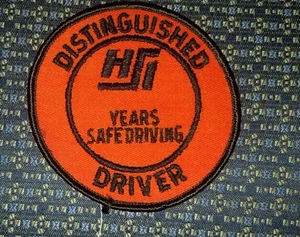 DISTINGUISHED
HSI
YEARS
SAFE DRIVING
DRIVER